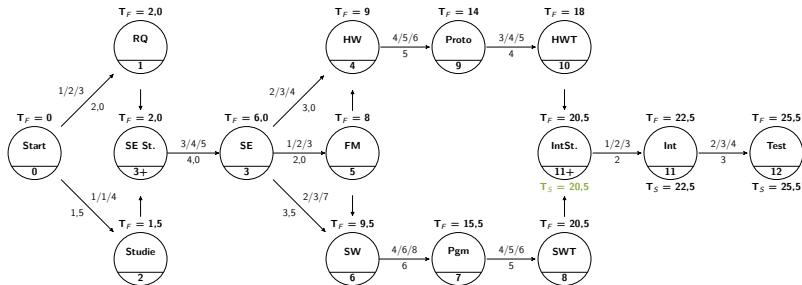 T_F = 2,0
RQ
1
T_F = 9
HW
4
4/5/6
5
T_F = 14
Proto
9
3/4/5
4
T_F = 18
HWT
10
1/2/3
2,0
2/3/4
3,0
T_F = 0
Start
0
T_F = 2,0
SE St.
3+
3/4/5
4,0
T_F = 6,0
SE
3
1/2/3
2,0
T_F = 8
FM
5
T_F = 20,5
IntSt.
11+
T_S = 20,5
1/2/3
2
T_F = 22,5
Int
11
T_S = 22,5
2/3/4
3
T_F = 25,5
Test
12
T_S = 25,5
1/1/4
1,5
2/3/7
3,5
T_F = 1,5
Studie
2
T_F = 9,5
SW
6
4/6/8
6
T_F = 15,5
Pgm
7
4/5/6
5
T_F = 20,5
SWT
8